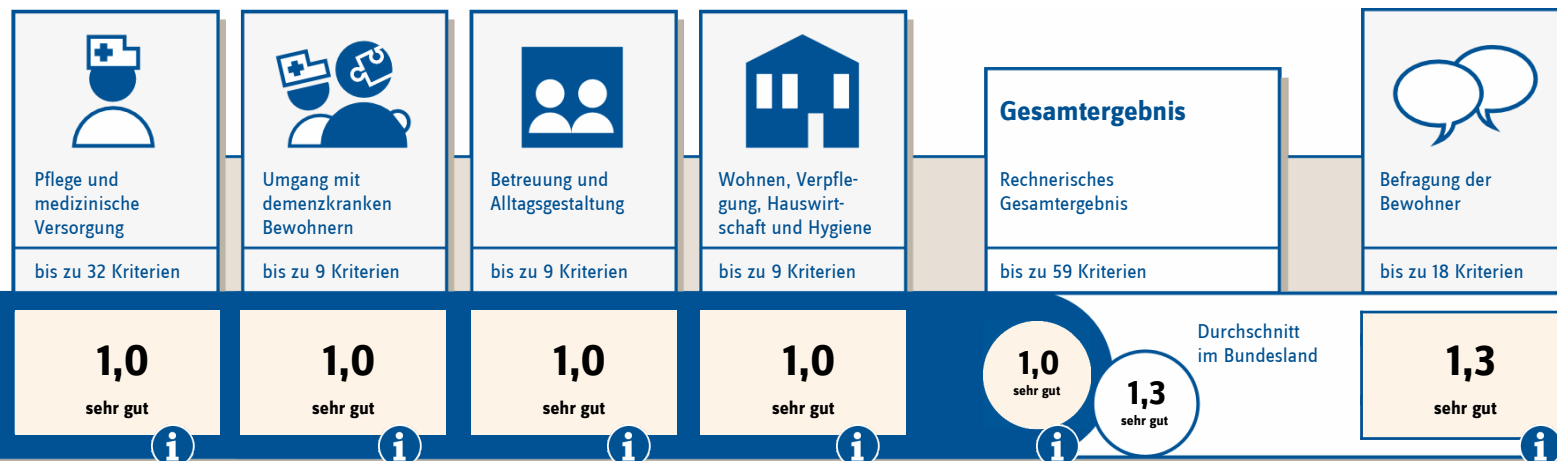 Pflege und
medizinische
Versorgung
bis zu 32 Kriterien
1,0
sehr gut
i
Umgang mit
demenzkranken
Bewohnern
bis zu 9 Kriterien
1,0
sehr gut
i
Betreuung und
Alltagsgestaltung
bis zu 9 Kriterien
1,0
sehr gut
i
Wohnen, Verpfle-
gung, Hauswirt-
schaft und Hygiene
bis zu 9 Kriterien
1,0
sehr gut
i
Gesamtergebnis
Rechnerisches
Gesamtergebnis
bis zu 59 Kriterien
1,0
sehr gut
i
Durchschnitt
im Bundesland
1,3
sehr gut
Befragung der
Bewohner
bis zu 18 Kriterien
1,3
sehr gut
i